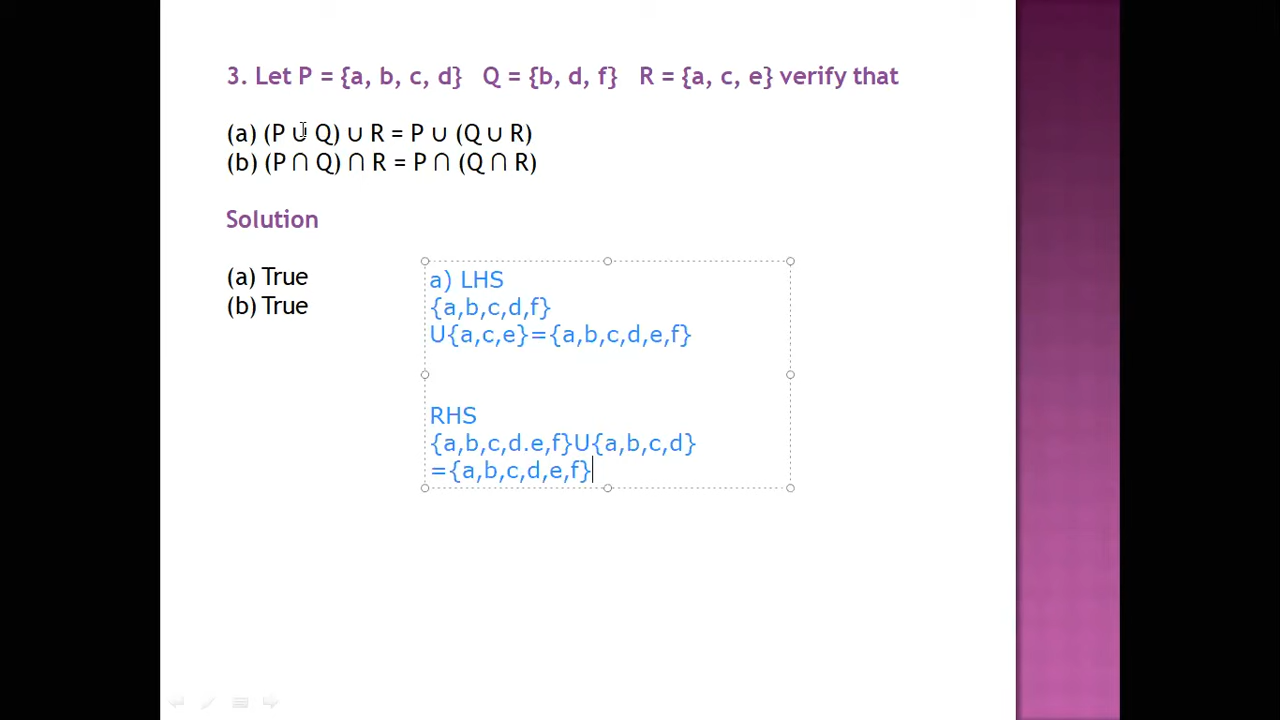 3. Let P = {a, b, c, d} Q = {b, d, f} R = {a, c, e} verify that
(a) (P ∪ Q) ∪ R = P ∪ (Q ∪ R)
(b) (P ∩ Q) ∩ R = P ∩ (Q ∩ R)
Solution
(a) True
(b) True
a) LHS
{a,b,c,d,f}
U{a,c,e}={a,b,c,d,e,f}
RHS
{a,b,c,d.e,f}U{a,b,c,d}
={a,b,c,d,e,f}